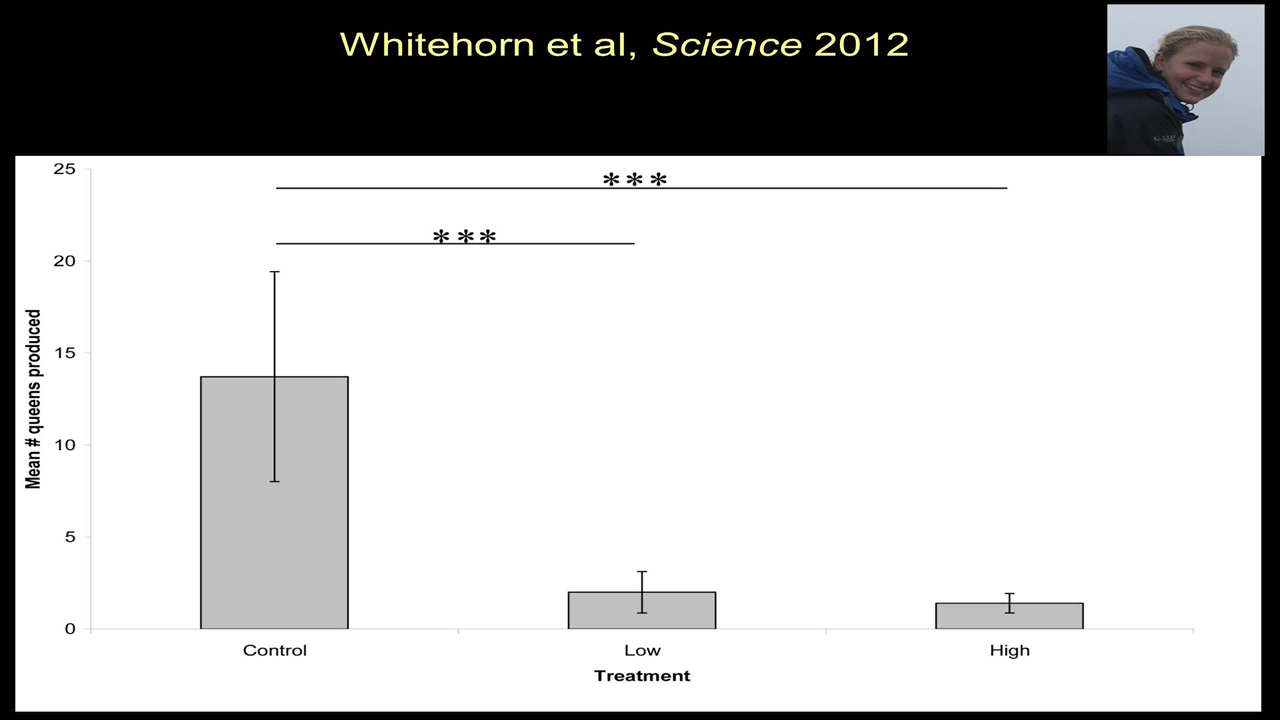 Whitehorn et al, Science 2012
25
***
***
20
15
10
5
0
Mean # queens produced
Control
Low
High
Treatment